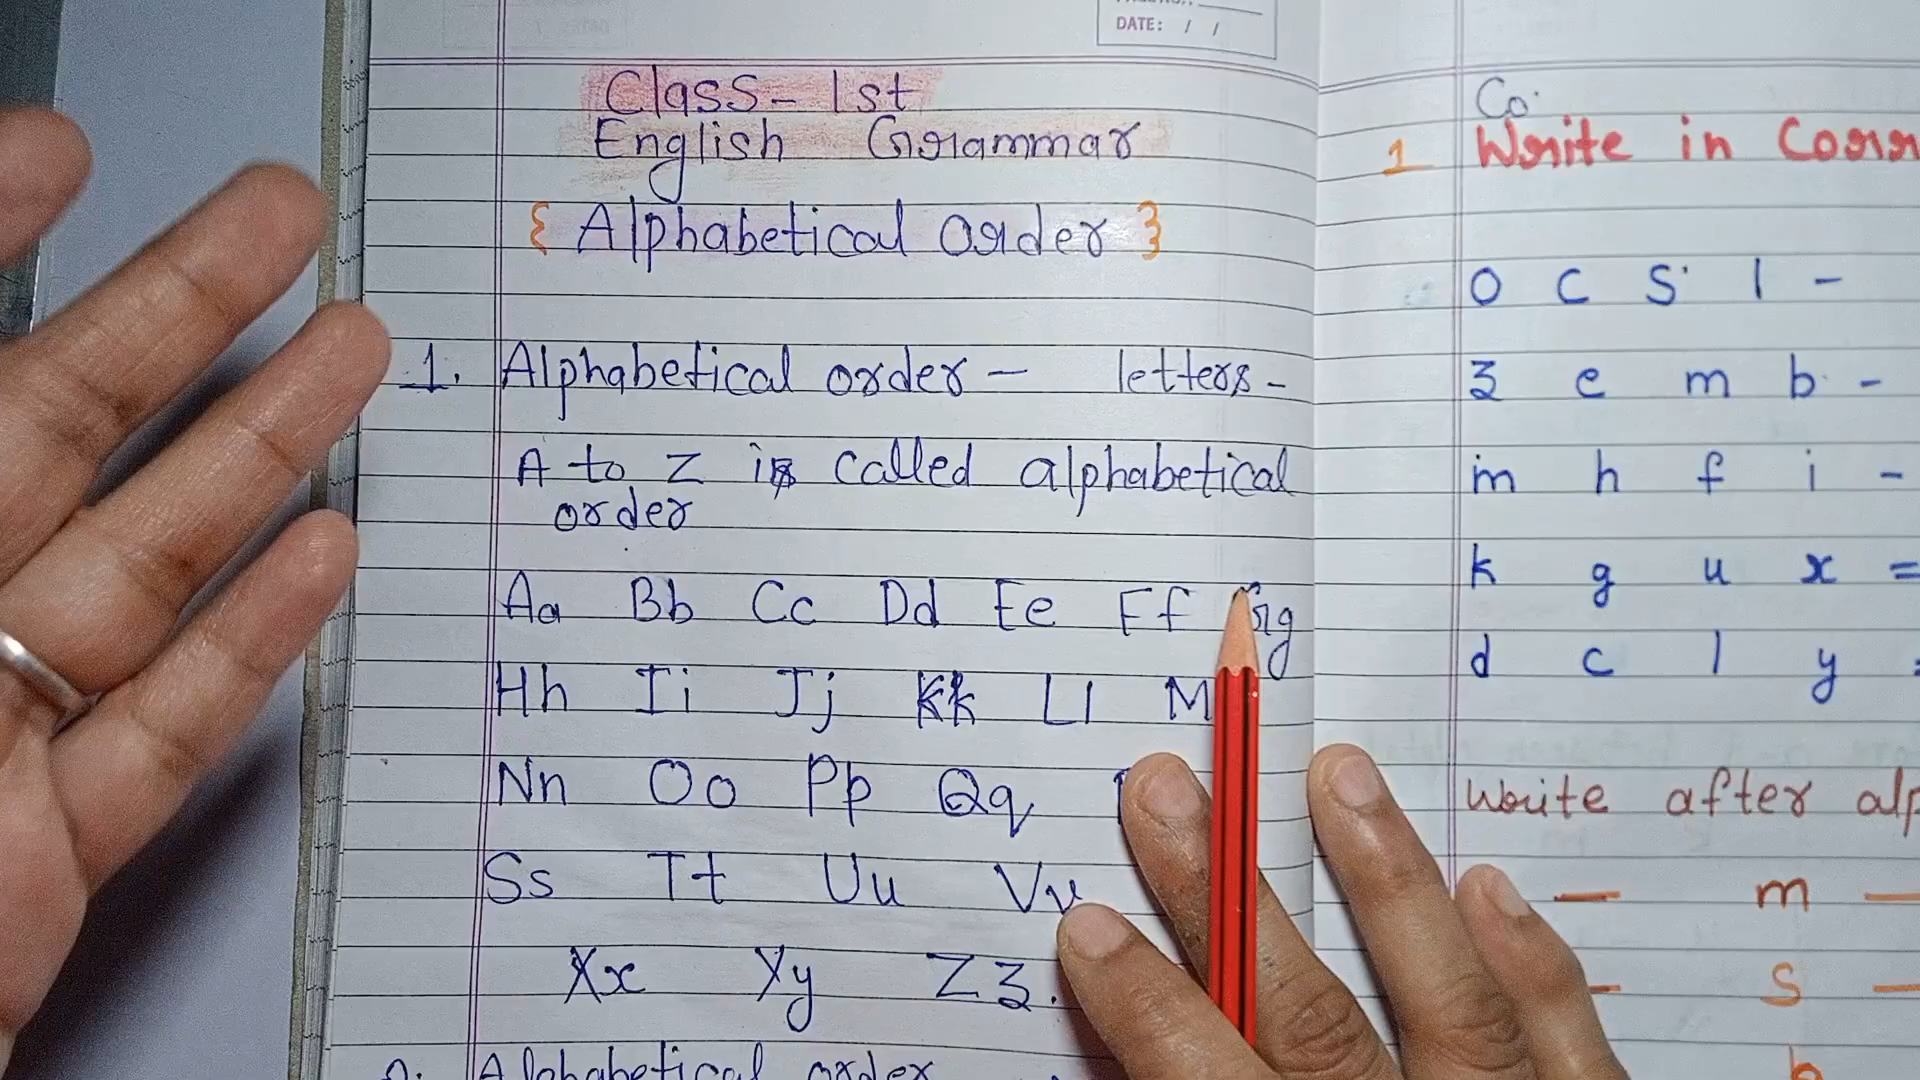 DATE: / /
Class- 1st
English Grammar
{ Alphabetical Order }
1. Alphabetical order - letters -
A to Z is called alphabetical
order
Aa Bb Cc Dd Ee Ff Gg
Hh Ii Jj Kk Ll M
Nn Oo Pp Qq
Ss Tt Uu Vv
Xx Yy Zz.
Alphabetical order
Co
1 Write in
o c s l -
z e m b -
m h f i -
k g u x =
d c l y
Write after
— m —
— s —
b